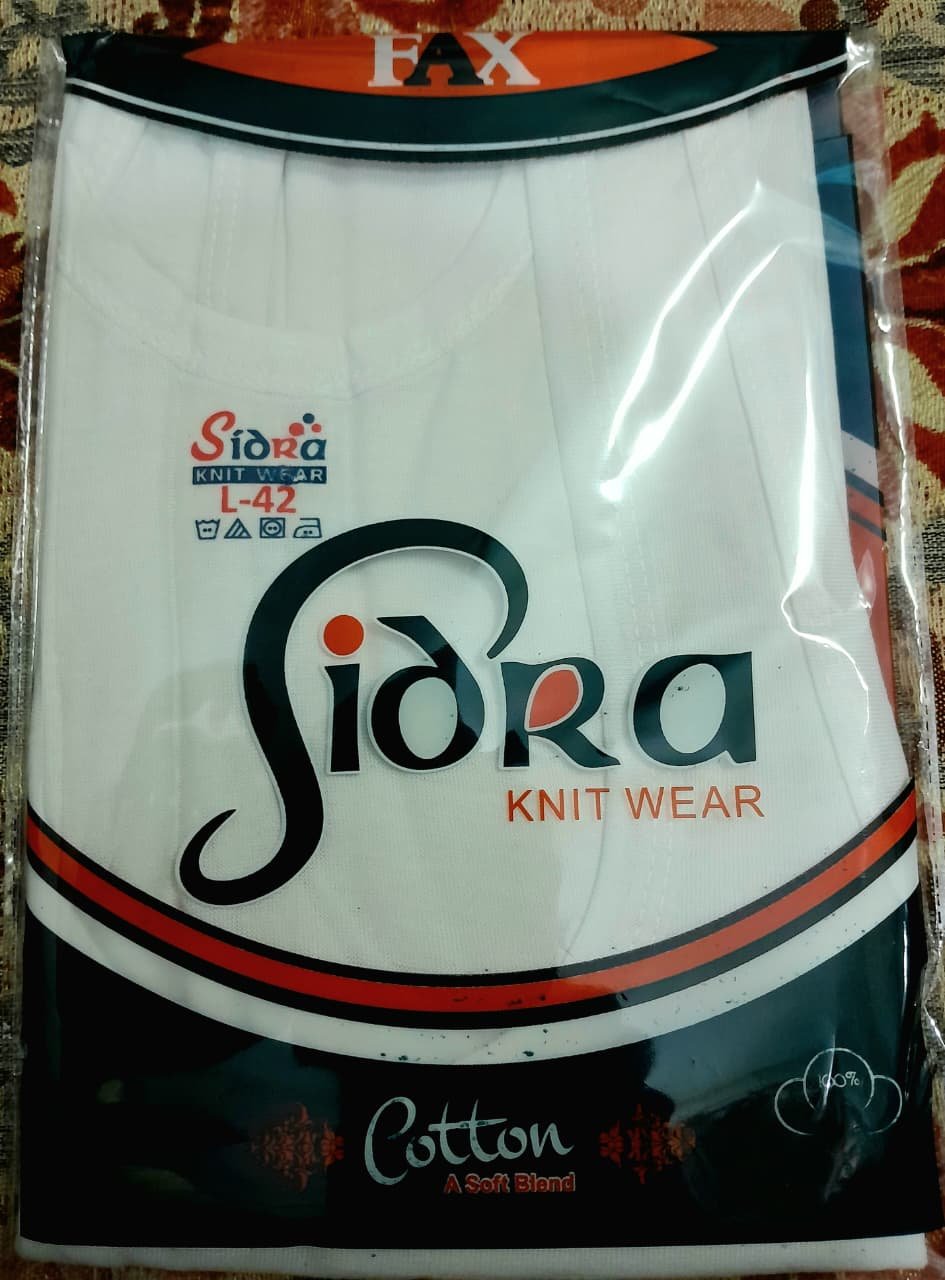 FAX
Sidra
KNIT WEAR
L-42
Sidra
KNIT WEAR
100%
Cotton
A Soft Blend